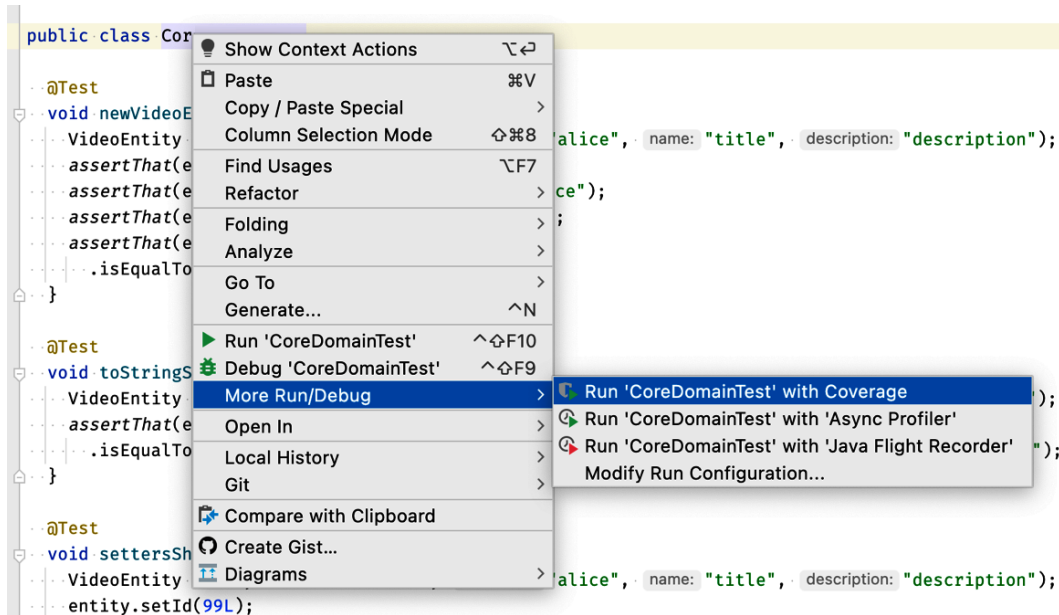 public class Cor
Show Context Actions ⌥⏎
@Test
Paste ⌘V
void newVideoE
Copy / Paste Special >
VideoEntity
Column Selection Mode ⇧⌘8
"alice", name: "title", description: "description");
assertThat(e
Find Usages ⌥F7
assertThat(e
Refactor >
ce");
assertThat(e
Folding >
;
assertThat(e
Analyze >
.isEqualTo
Go To >
}
Generate... ^N
@Test
Run 'CoreDomainTest' ^⇧F10
void toStringS
Debug 'CoreDomainTest' ^⇧F9
VideoEntity
More Run/Debug >
Run 'CoreDomainTest' with Coverage
);
assertThat(e
Open In >
Run 'CoreDomainTest' with 'Async Profiler'
.isEqualTo
Local History >
Run 'CoreDomainTest' with 'Java Flight Recorder'
");
}
Git >
Modify Run Configuration...
@Test
Compare with Clipboard
void settersSh
Create Gist...
VideoEntity
Diagrams >
"alice", name: "title", description: "description");
entity.setId(99L);